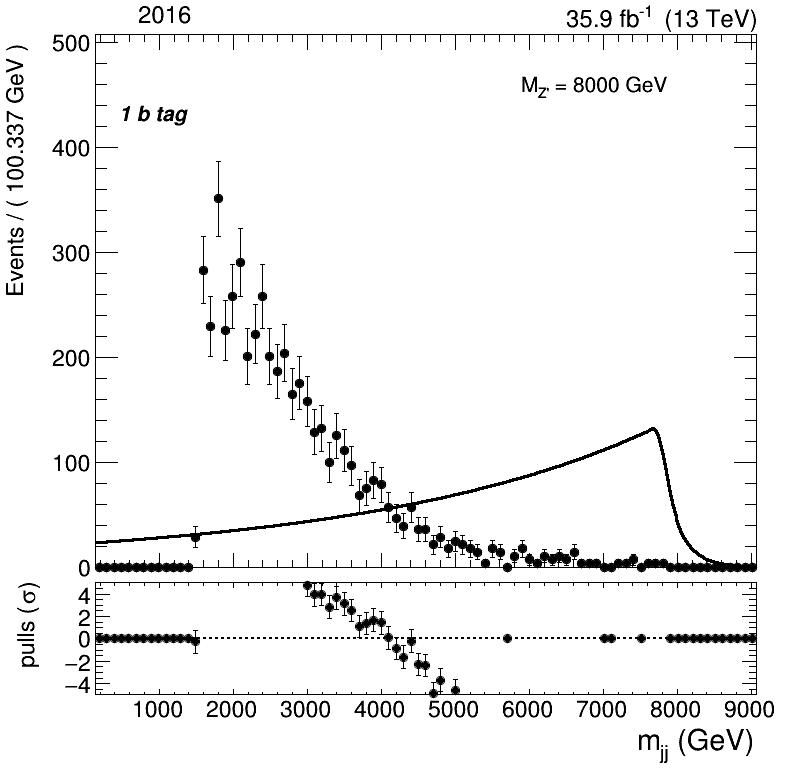 2016
35.9 fb⁻¹ (13 TeV)
Events / ( 100.337 GeV )
500
400
300
200
100
0
1 b tag
M_Z' = 8000 GeV
pulls (σ)
4
2
0
−2
−4
1000 2000 3000 4000 5000 6000 7000 8000 9000
m_jj (GeV)